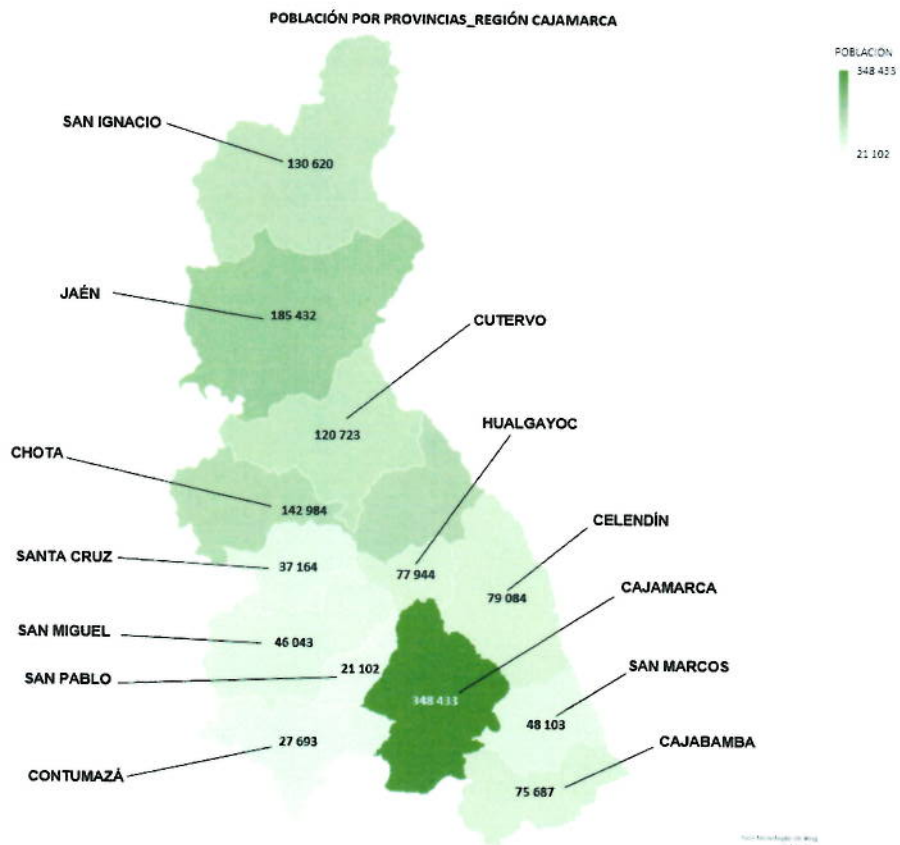 POBLACIÓN POR PROVINCIAS_REGIÓN CAJAMARCA
POBLACIÓN
348 433
21 102
SAN IGNACIO
130 620
JAÉN
185 432
CUTERVO
120 723
HUALGAYOC
CHOTA
142 984
CELENDÍN
SANTA CRUZ
37 164
77 944
79 084
CAJAMARCA
SAN MIGUEL
46 043
SAN PABLO
21 102
SAN MARCOS
348 433
48 103
CONTUMAZÁ
27 693
CAJABAMBA
75 687